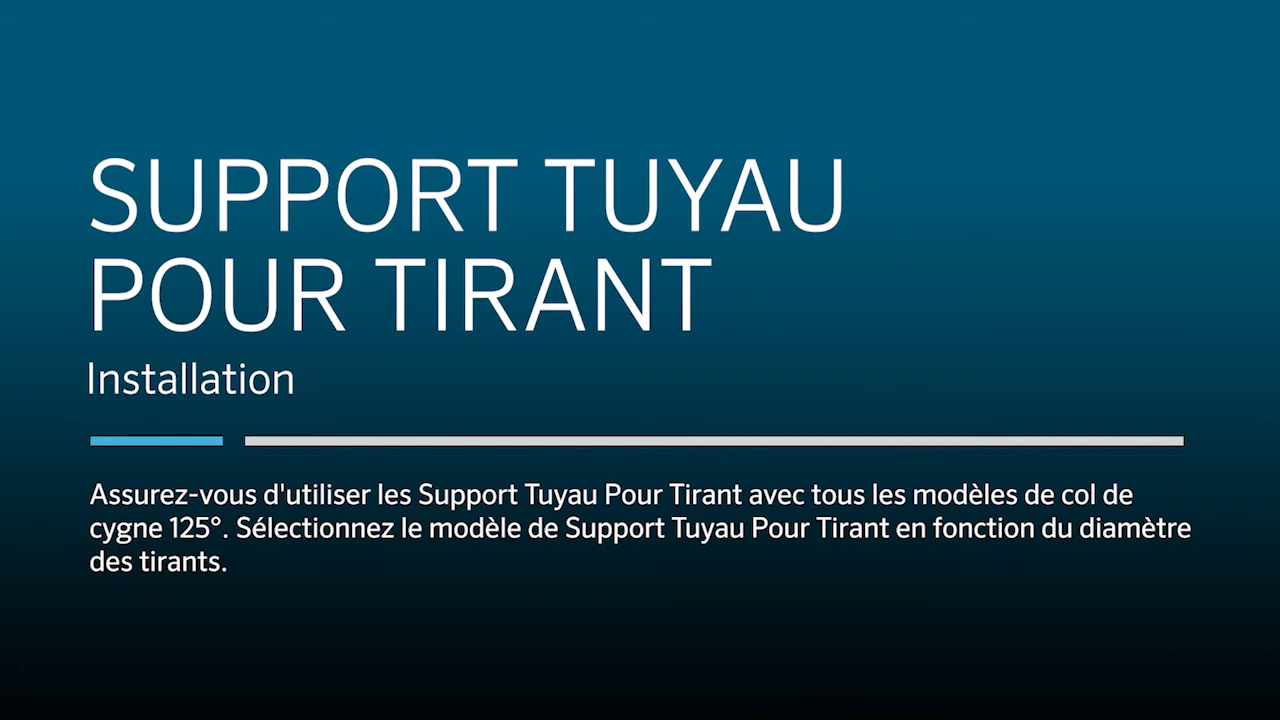 SUPPORT TUYAU
POUR TIRANT
Installation
Assurez-vous d'utiliser les Support Tuyau Pour Tirant avec tous les modèles de col de
cygne 125°. Sélectionnez le modèle de Support Tuyau Pour Tirant en fonction du diamètre
des tirants.